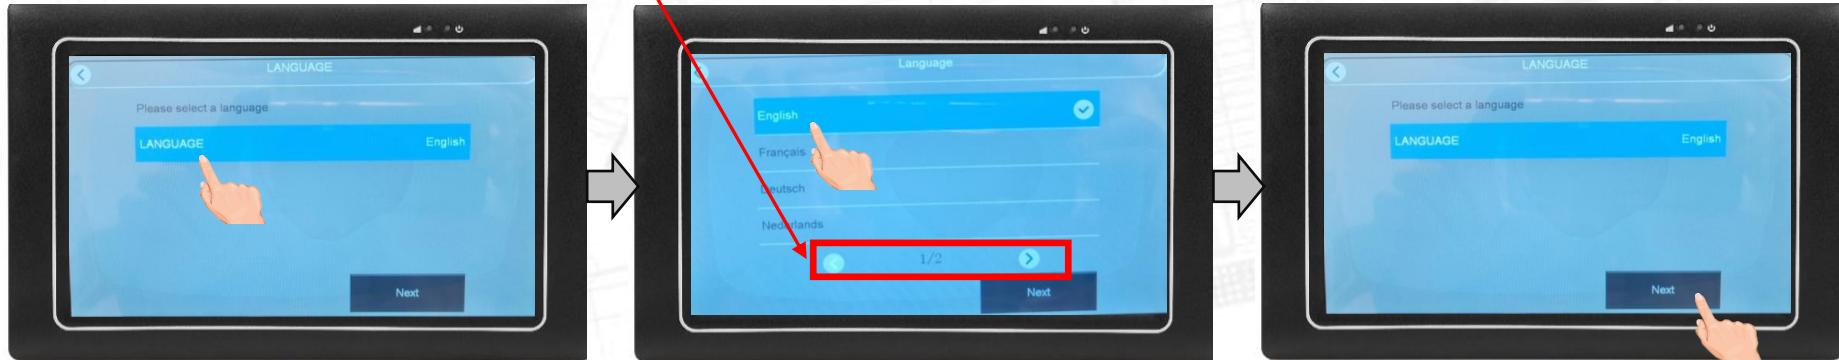 LANGUAGE
Please select a language
LANGUAGE English
Next
Language
English
Français
Deutsch
Nederlands
1/2
Next
LANGUAGE
Please select a language
LANGUAGE English
Next